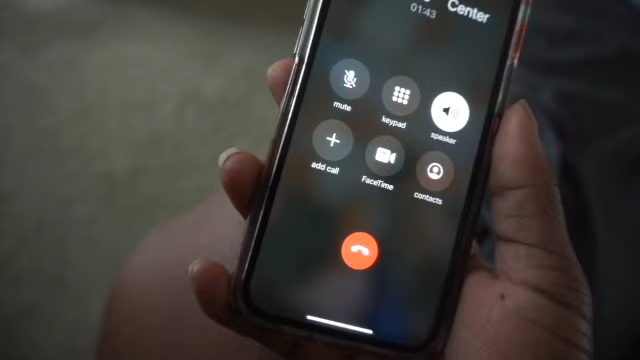 Center
01:43
mute
keypad
speaker
add call
FaceTime
contacts